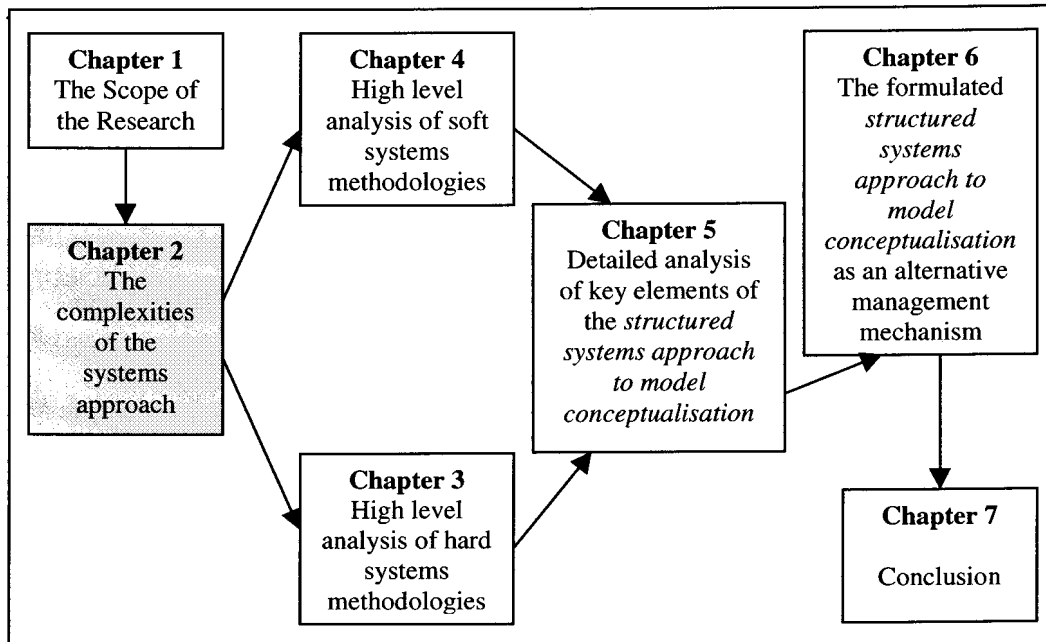 Chapter 1
The Scope of
the Research
Chapter 2
The
complexities
of the
systems
approach
Chapter 4
High level
analysis of soft
systems
methodologies
Chapter 3
High level
analysis of hard
systems
methodologies
Chapter 5
Detailed analysis
of key elements of
the structured
systems approach
to model
conceptualisation
Chapter 6
The formulated
structured
systems
approach to
model
conceptualisation
as an alternative
management
mechanism
Chapter 7
Conclusion